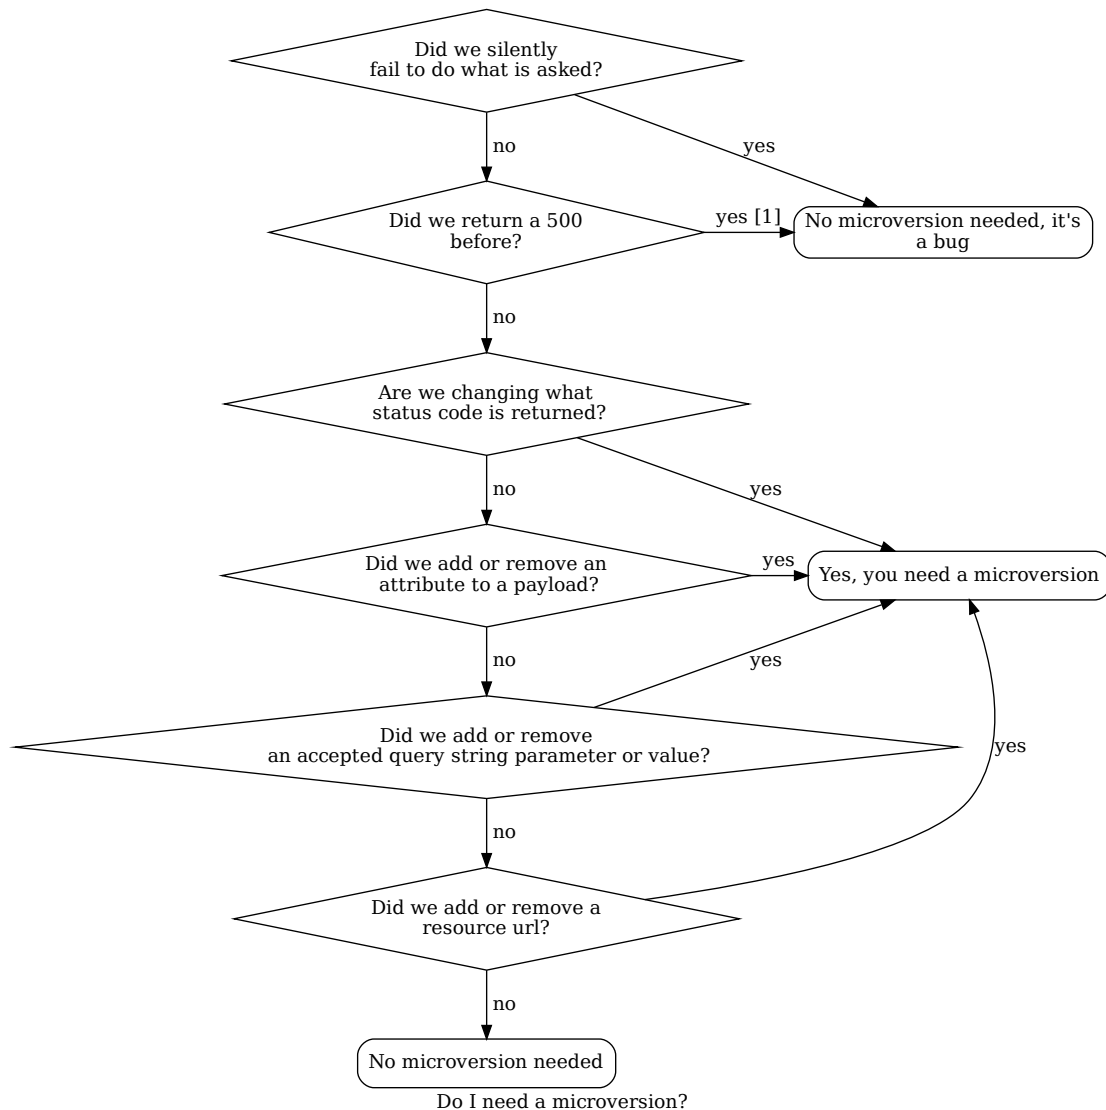 Did we silently
fail to do what is asked?
no
yes
Did we return a 500
before?
yes [1]
No microversion needed, it's
a bug
no
Are we changing what
status code is returned?
no
yes
Did we add or remove an
attribute to a payload?
yes
Yes, you need a microversion
no
yes
Did we add or remove
an accepted query string parameter or value?
yes
no
Did we add or remove a
resource url?
no
No microversion needed
Do I need a microversion?